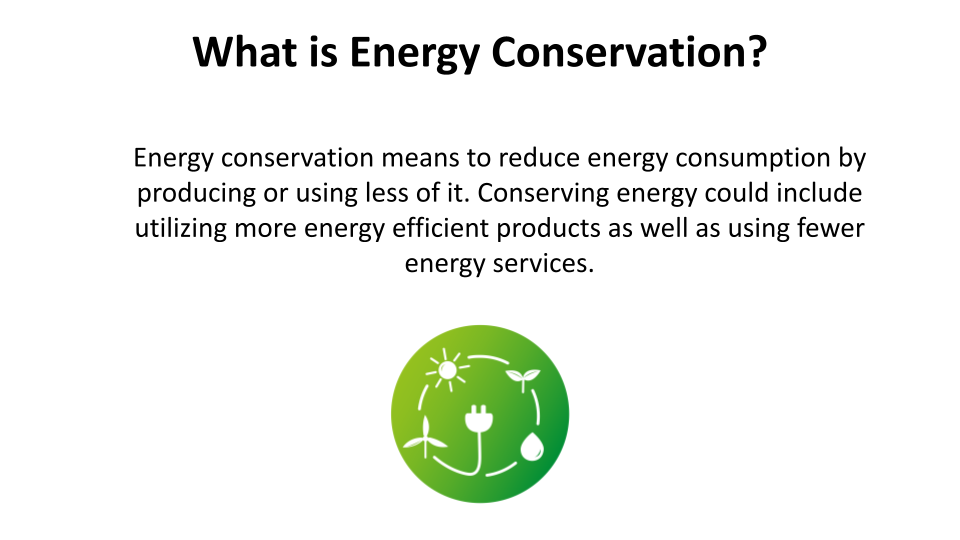 What is Energy Conservation?
Energy conservation means to reduce energy consumption by
producing or using less of it. Conserving energy could include
utilizing more energy efficient products as well as using fewer
energy services.